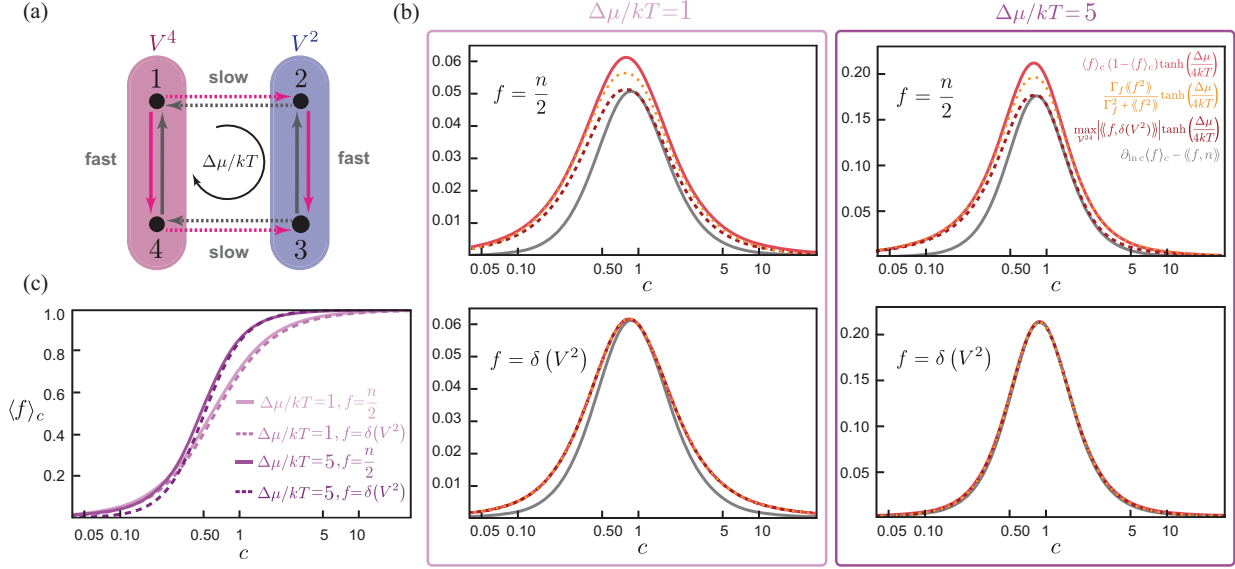 (a)
V^4
V^2
1
2
slow
fast
Δμ/kT
fast
4
3
slow
(b)
Δμ/kT=1
0.06
0.05
0.04
0.03
0.02
0.01
f = n/2
0.05
0.10
0.50
1
5
10
c
0.06
0.05
0.04
0.03
0.02
0.01
f = δ(V^2)
0.05
0.10
0.50
1
5
10
c
Δμ/kT=5
0.20
0.15
0.10
0.05
f = n/2
⟨f⟩_c (1−⟨f⟩_c) tanh(Δμ/4kT)
Γ_f⟪f^2⟫/(Γ_f^2 + ⟪f^2⟫) tanh(Δμ/4kT)
max_{V^{24}} |⟪f, δ(V^2)⟫| tanh(Δμ/4kT)
∂_{ln c}⟨f⟩_c − ⟪f, n⟫
0.05
0.10
0.50
1
5
10
c
0.20
0.15
0.10
0.05
f = δ(V^2)
0.05
0.10
0.50
1
5
10
c
(c)
1.0
0.8
0.6
0.4
0.2
⟨f⟩_c
Δμ/kT=1, f=n/2
Δμ/kT=1, f=δ(V^2)
Δμ/kT=5, f=n/2
Δμ/kT=5, f=δ(V^2)
0.05
0.10
0.50
1
5
10
c